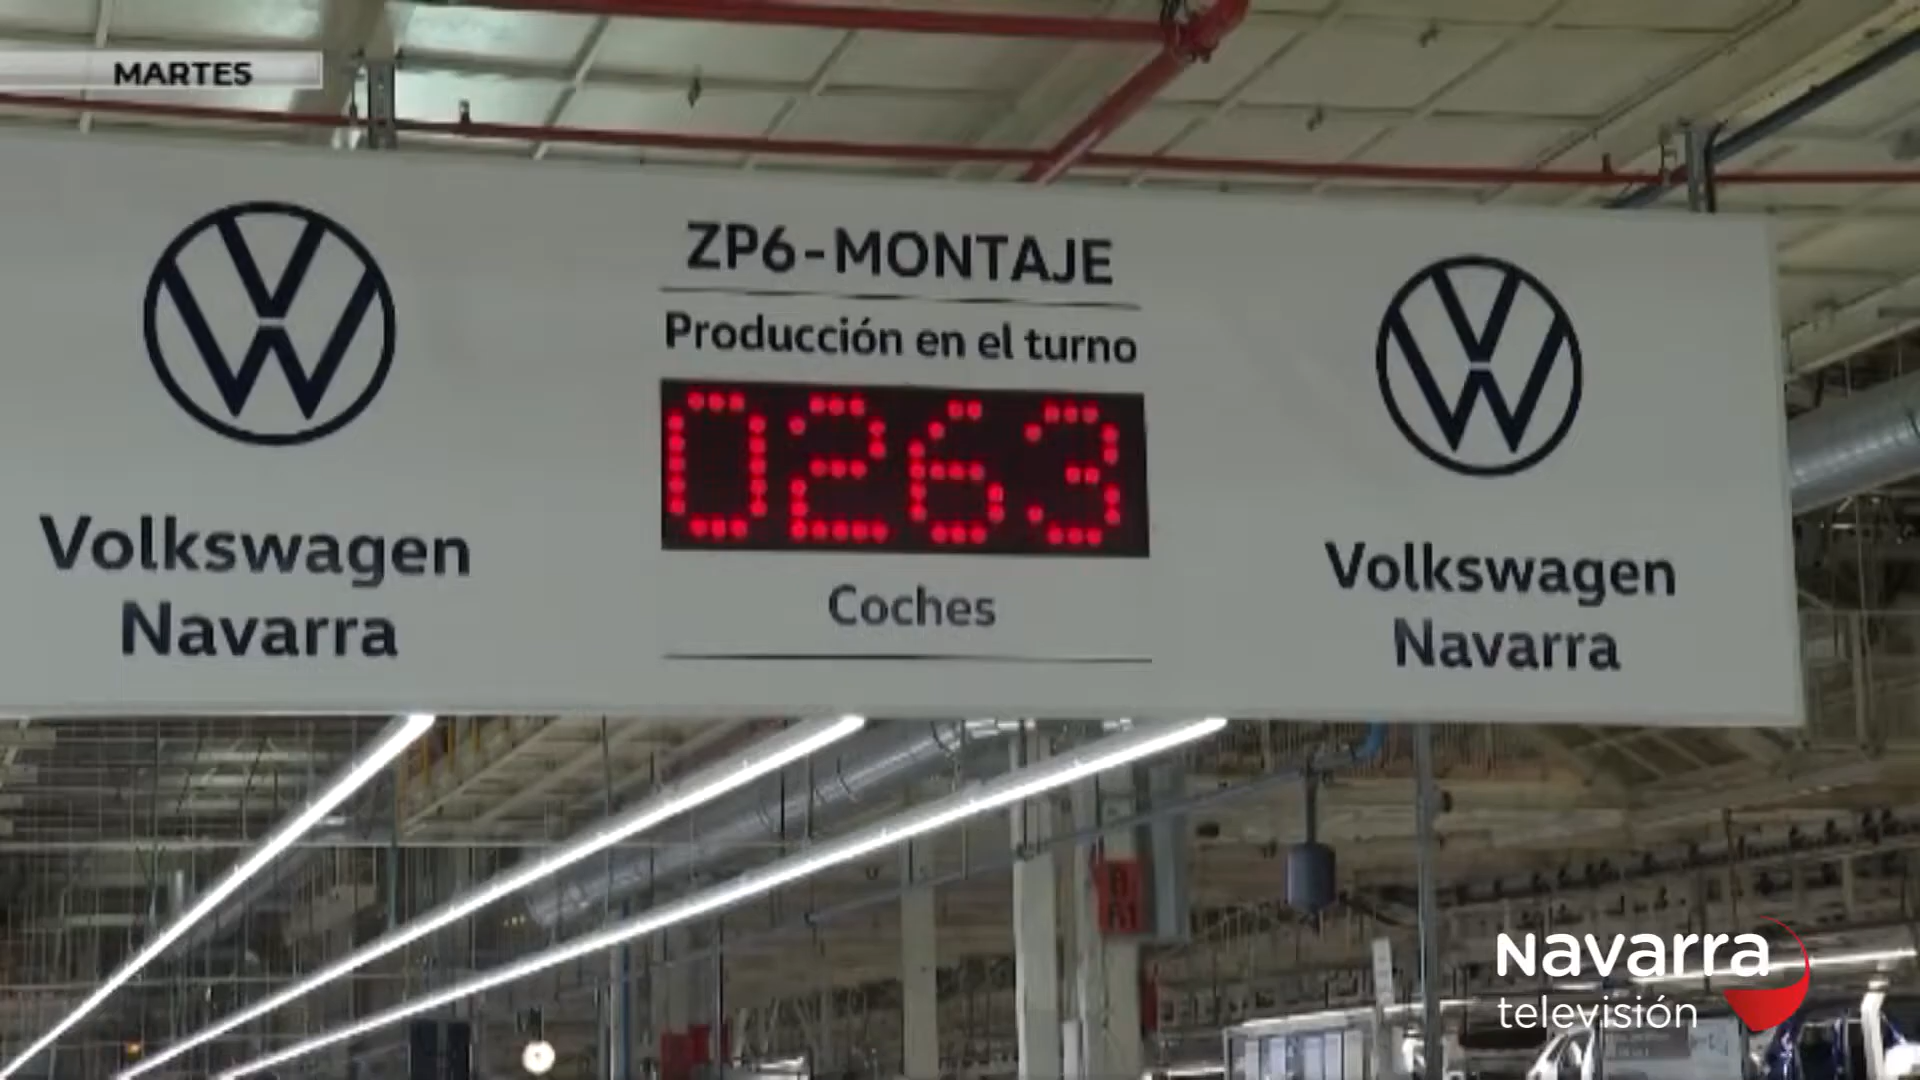 MARTES
ZP6-MONTAJE
Producción en el turno
0263
Coches
Volkswagen
Navarra
Volkswagen
Navarra
Navarra
televisión